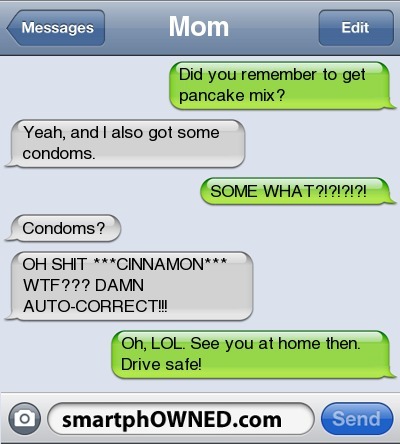 Messages
Mom
Edit
Did you remember to get
pancake mix?
Yeah, and I also got some
condoms.
SOME WHAT?!?!?!?!
Condoms?
OH SHIT ***CINNAMON***
WTF??? DAMN
AUTO-CORRECT!!!
Oh, LOL. See you at home then.
Drive safe!
smartphOWNED.com
Send